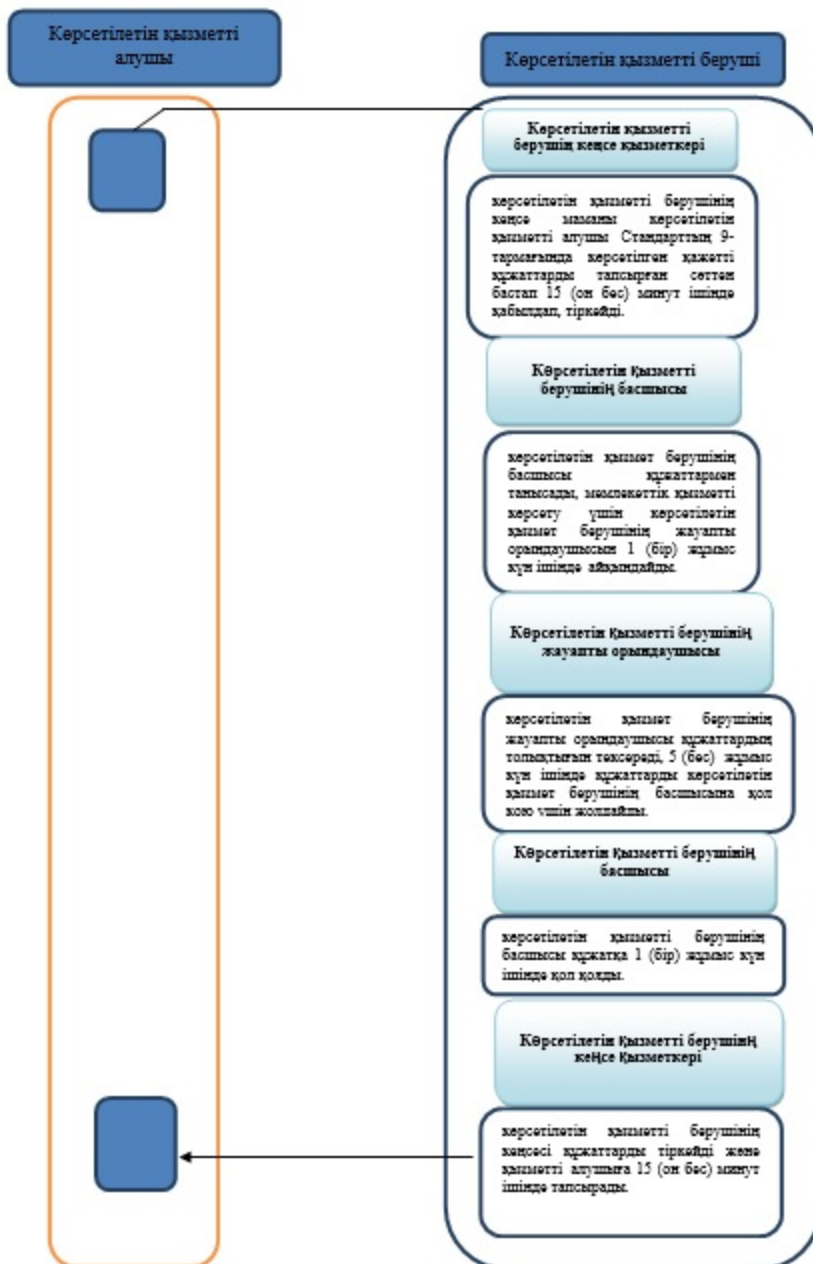 Көрсетілетін қызметті
алушы
Көрсетілетін қызметті беруші
Көрсетілетін қызметті
берушің кеңсе қызметкері
көрсетілетін қызметті берушінің
кеңсе маманы көрсетілетін
қызметті алушы Стандарттың 9-
тармағында көрсетілген қажетті
құжаттарды тапсырған сәттен
бастап 15 (он бес) минут ішінде
қабылдап, тіркейді.
Көрсетілетін қызметті
берушінің басшысы
көрсетілетін қызмет берушінің
басшысы құжаттармен
танысады, мемлекеттік қызметті
көрсету үшін көрсетілетін
қызмет берушінің жауапты
орындаушысын 1 (бір) жұмыс
күн ішінде айқындайды.
Көрсетілетін қызметті берушінің
жауапты орындаушысы
көрсетілетін қызмет берушінің
жауапты орындаушысы құжаттардың
толықтығын тексереді, 5 (бес) жұмыс
күн ішінде құжаттарды көрсетілетін
қызмет берушінің басшысына қол
қою үшін жолдайды.
Көрсетілетін қызметті берушінің
басшысы
көрсетілетін қызметті берушінің
басшысы құжатқа 1 (бір) жұмыс күн
ішінде қол қояды.
Көрсетілетін қызметті берушінң
кеңсе қызметкері
көрсетілетін қызметті берушінің
кеңсесі құжаттарды тіркейді және
қызметті алушыға 15 (он бес) минут
ішінде тапсырады.